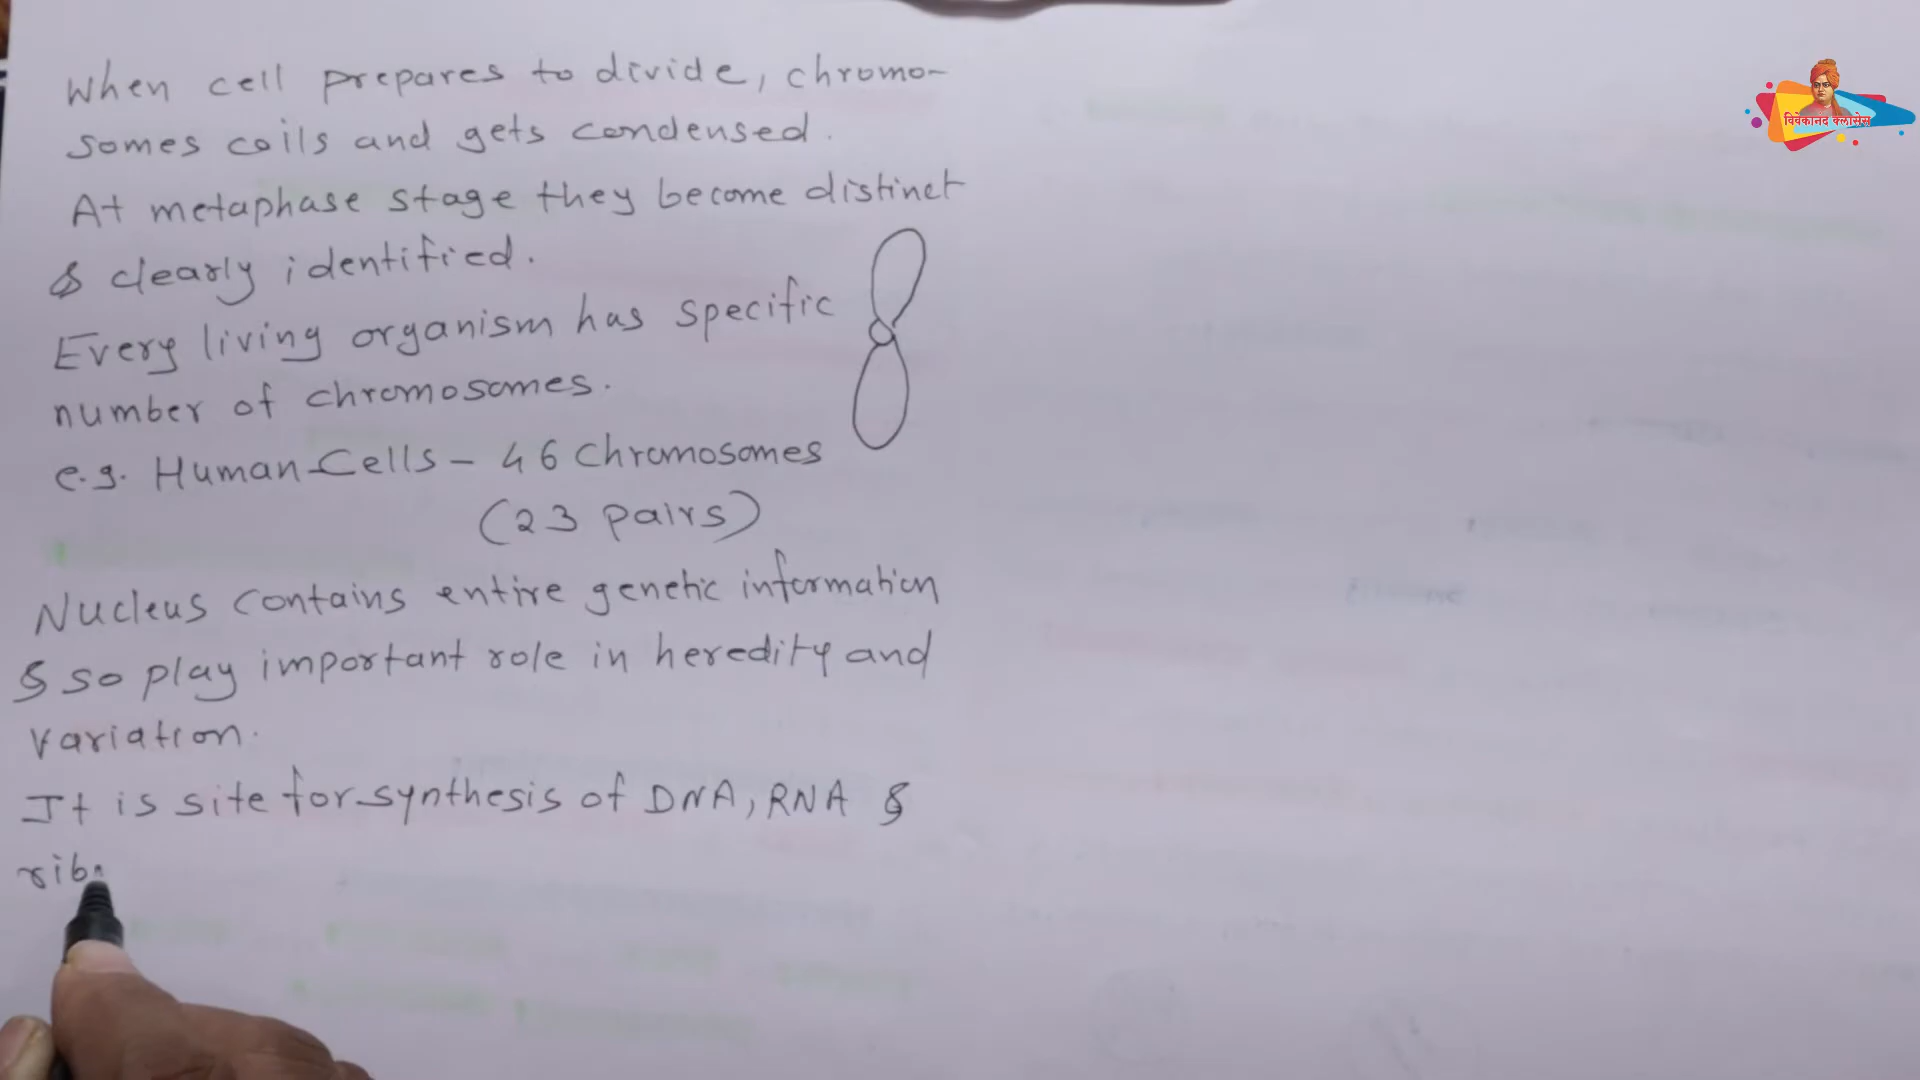 When cell prepares to divide, chromo-
somes coils and gets condensed.
At metaphase stage they become distinct
& clearly identified.
Every living organism has specific
number of chromosomes.
e.g. Human Cells - 46 Chromosomes
(23 pairs)
Nucleus contains entire genetic information
& so play important role in heredity and
variation.
It is site for synthesis of DNA, RNA &
rib
विवेकानंद क्लासेस